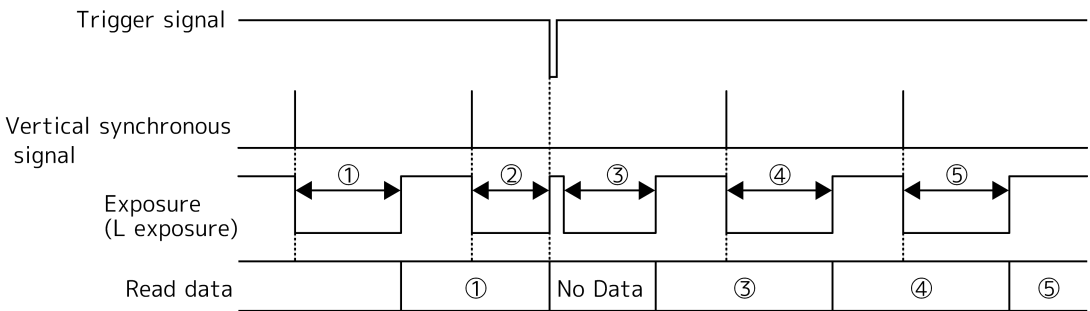 Trigger signal
Vertical synchronous
signal
① ② ③ ④ ⑤
Exposure
(L exposure)
Read data ① No Data ③ ④ ⑤